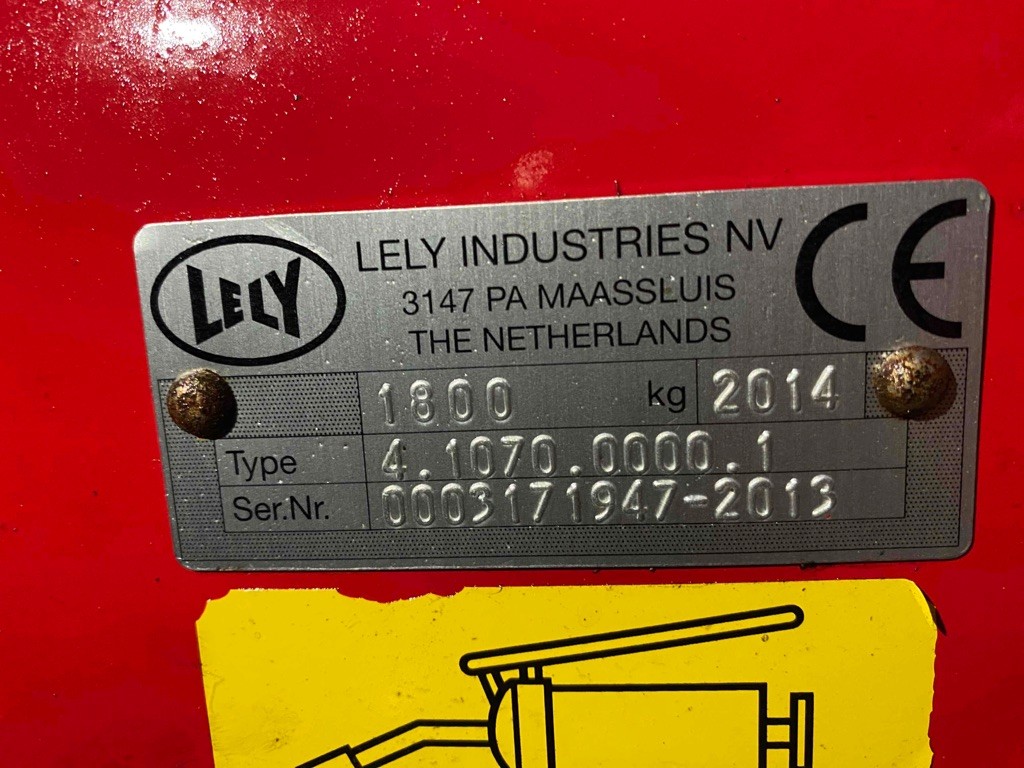 LELY
LELY INDUSTRIES NV
3147 PA MAASSLUIS
THE NETHERLANDS
CE
1800 kg 2014
Type 4.1070.0000.1
Ser.Nr. 0003171947-2013